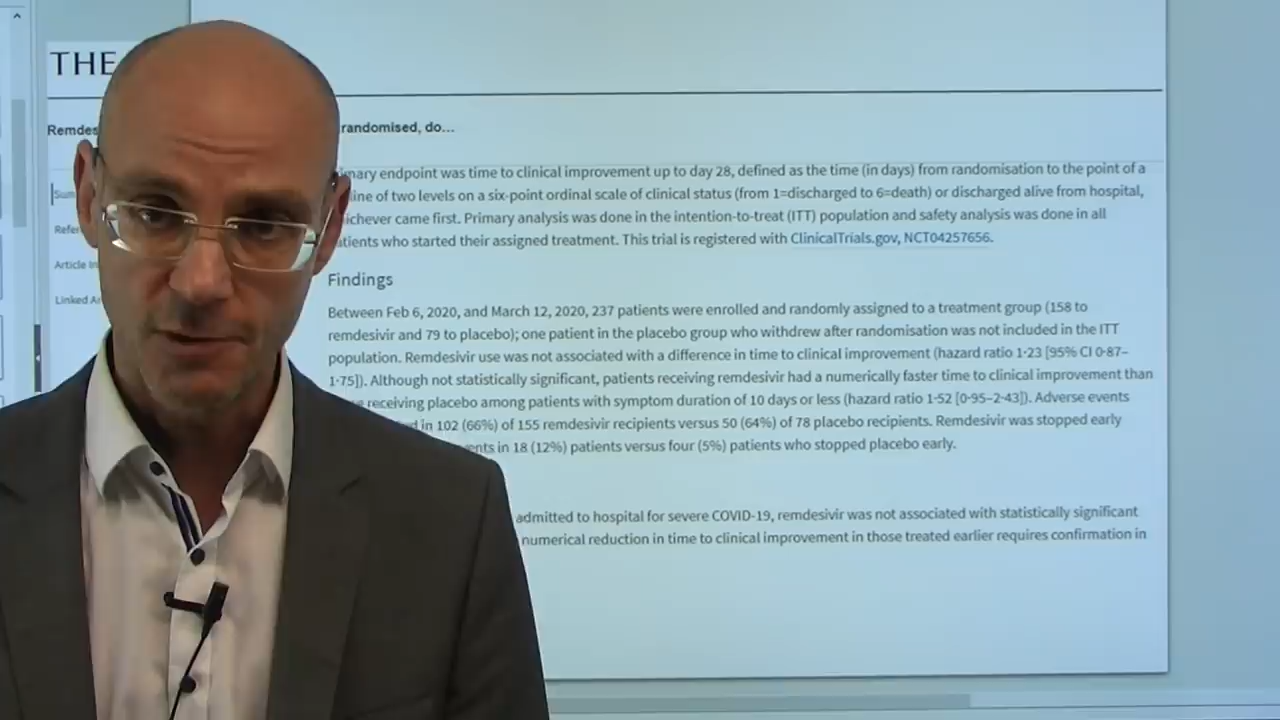 THE
Remdes
randomised, do...
Sum
Refer
Article In
Linked Ar
mary endpoint was time to clinical improvement up to day 28, defined as the time (in days) from randomisation to the point of a
line of two levels on a six-point ordinal scale of clinical status (from 1=discharged to 6=death) or discharged alive from hospital,
ichever came first. Primary analysis was done in the intention-to-treat (ITT) population and safety analysis was done in all
tients who started their assigned treatment. This trial is registered with ClinicalTrials.gov, NCT04257656.
Findings
Between Feb 6, 2020, and March 12, 2020, 237 patients were enrolled and randomly assigned to a treatment group (158 to
remdesivir and 79 to placebo); one patient in the placebo group who withdrew after randomisation was not included in the ITT
population. Remdesivir use was not associated with a difference in time to clinical improvement (hazard ratio 1·23 [95% CI 0·87–
1·75]). Although not statistically significant, patients receiving remdesivir had a numerically faster time to clinical improvement than
receiving placebo among patients with symptom duration of 10 days or less (hazard ratio 1·52 [0·95–2·43]). Adverse events
d in 102 (66%) of 155 remdesivir recipients versus 50 (64%) of 78 placebo recipients. Remdesivir was stopped early
nts in 18 (12%) patients versus four (5%) patients who stopped placebo early.
admitted to hospital for severe COVID-19, remdesivir was not associated with statistically significant
numerical reduction in time to clinical improvement in those treated earlier requires confirmation in